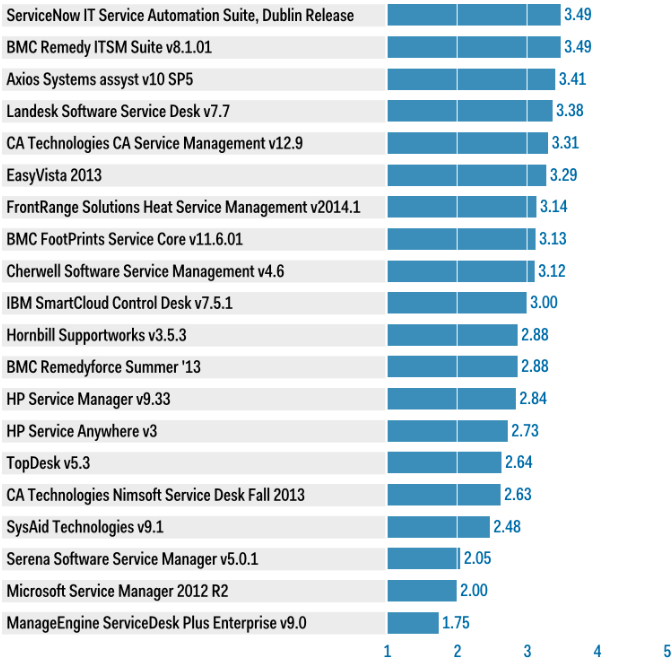 ServiceNow IT Service Automation Suite, Dublin Release 3.49
BMC Remedy ITSM Suite v8.1.01 3.49
Axios Systems assyst v10 SP5 3.41
Landesk Software Service Desk v7.7 3.38
CA Technologies CA Service Management v12.9 3.31
EasyVista 2013 3.29
FrontRange Solutions Heat Service Management v2014.1 3.14
BMC FootPrints Service Core v11.6.01 3.13
Cherwell Software Service Management v4.6 3.12
IBM SmartCloud Control Desk v7.5.1 3.00
Hornbill Supportworks v3.5.3 2.88
BMC Remedyforce Summer '13 2.88
HP Service Manager v9.33 2.84
HP Service Anywhere v3 2.73
TopDesk v5.3 2.64
CA Technologies Nimsoft Service Desk Fall 2013 2.63
SysAid Technologies v9.1 2.48
Serena Software Service Manager v5.0.1 2.05
Microsoft Service Manager 2012 R2 2.00
ManageEngine ServiceDesk Plus Enterprise v9.0 1.75
1 2 3 4 5